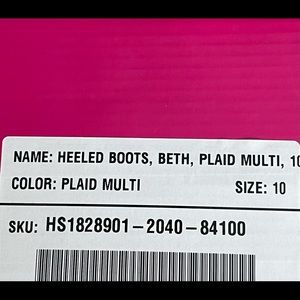 NAME: HEELED BOOTS, BETH, PLAID MULTI, 10
COLOR: PLAID MULTI SIZE: 10
SKU: HS1828901-2040-84100